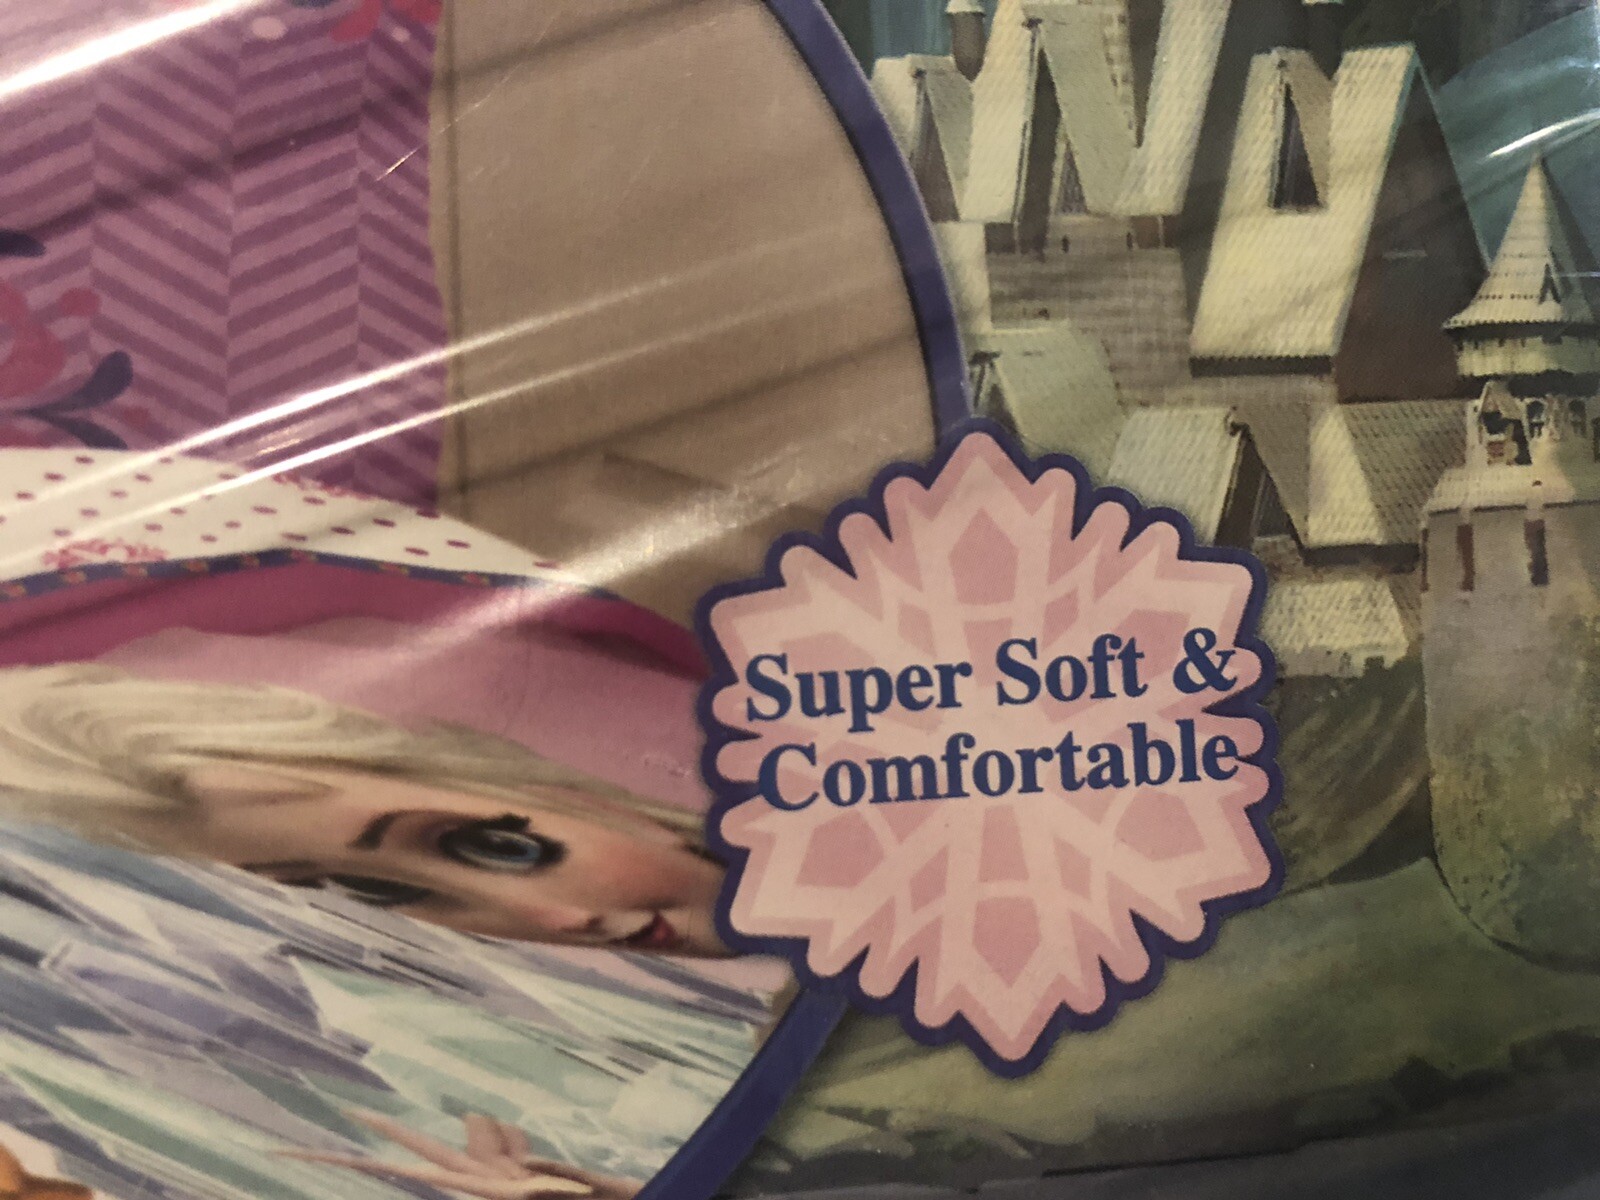 Super Soft &
Comfortable